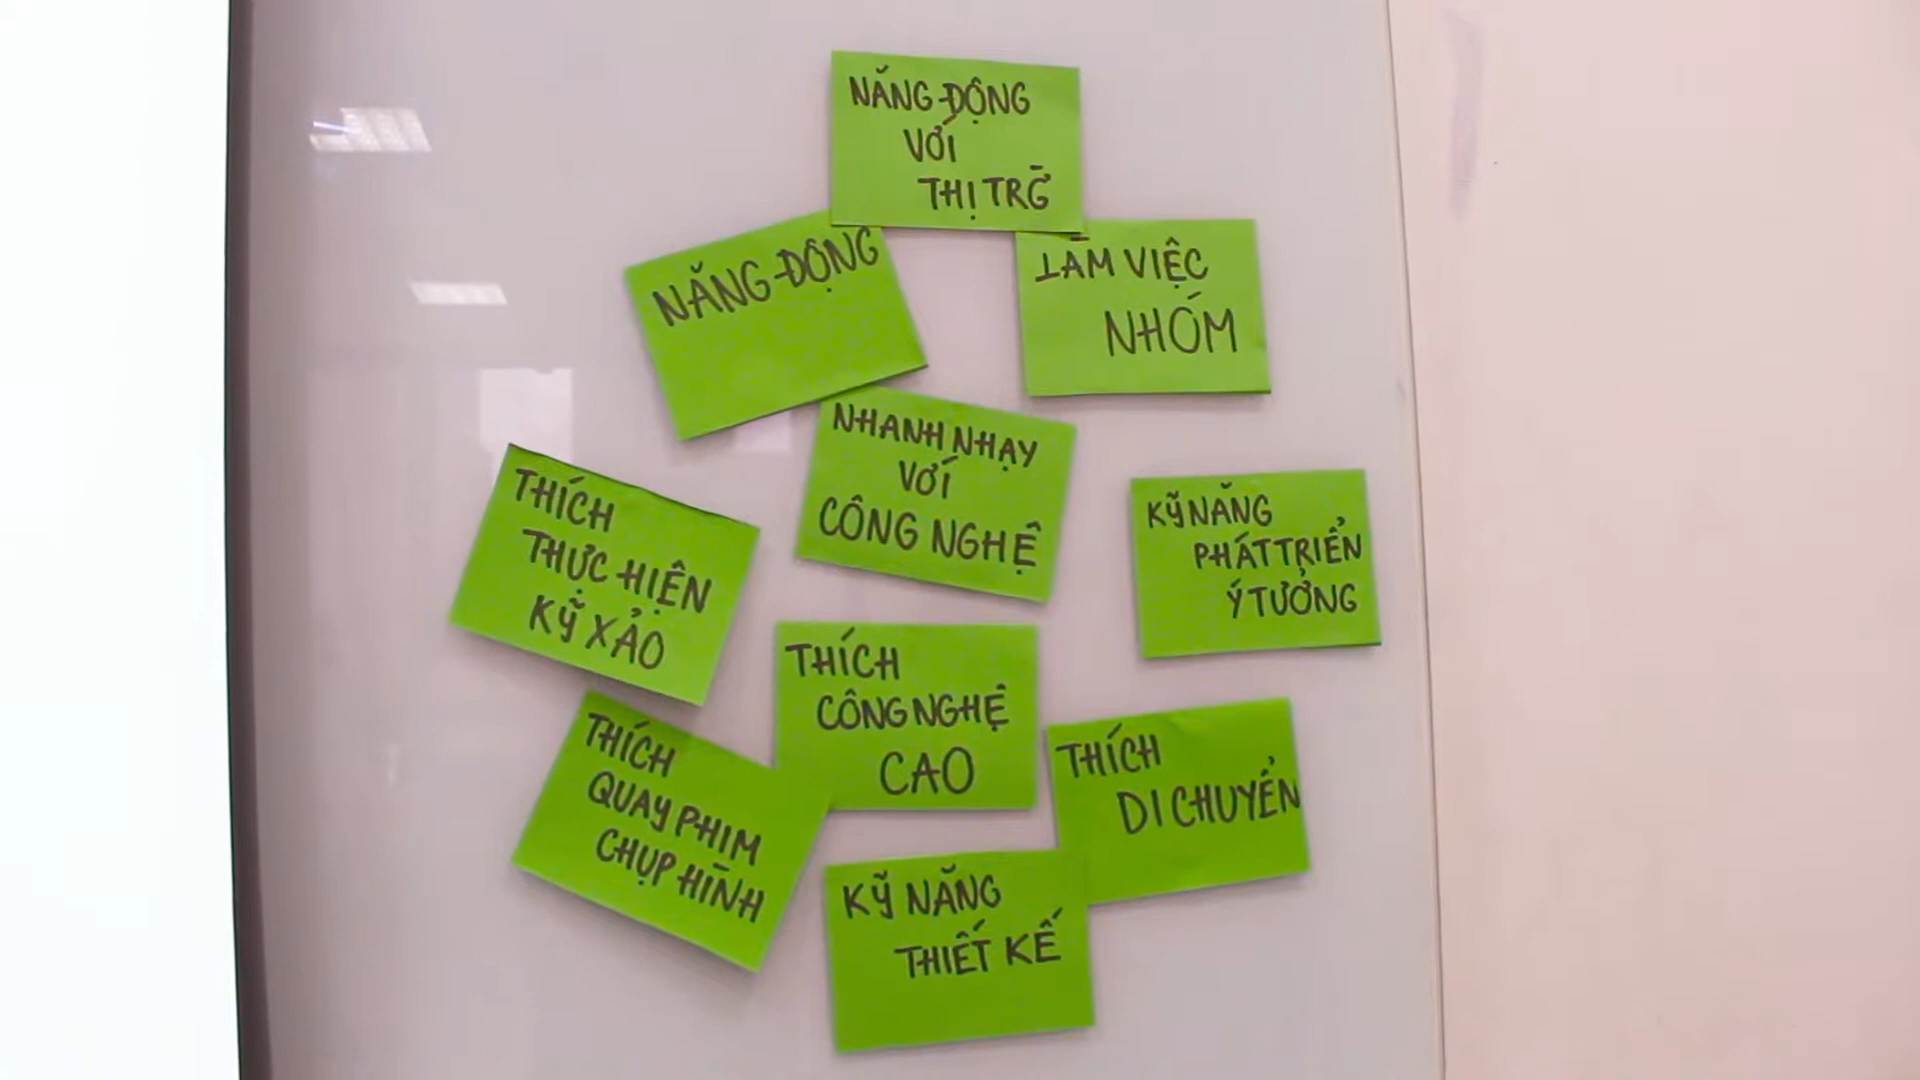 NĂNG ĐỘNG
VỚI
THỊ TRG̅
NĂNG ĐỘNG
LÀM VIỆC
NHÓM
NHANH NHẠY
VỚI
CÔNG NGHỆ
THÍCH
THỰC HIỆN
KỸ XẢO
KỸ NĂNG
PHÁT TRIỂN
Ý TƯỞNG
THÍCH
CÔNG NGHỆ
CAO
THÍCH
QUAY PHIM
CHỤP HÌNH
THÍCH
DI CHUYỂN
KỸ NĂNG
THIẾT KẾ